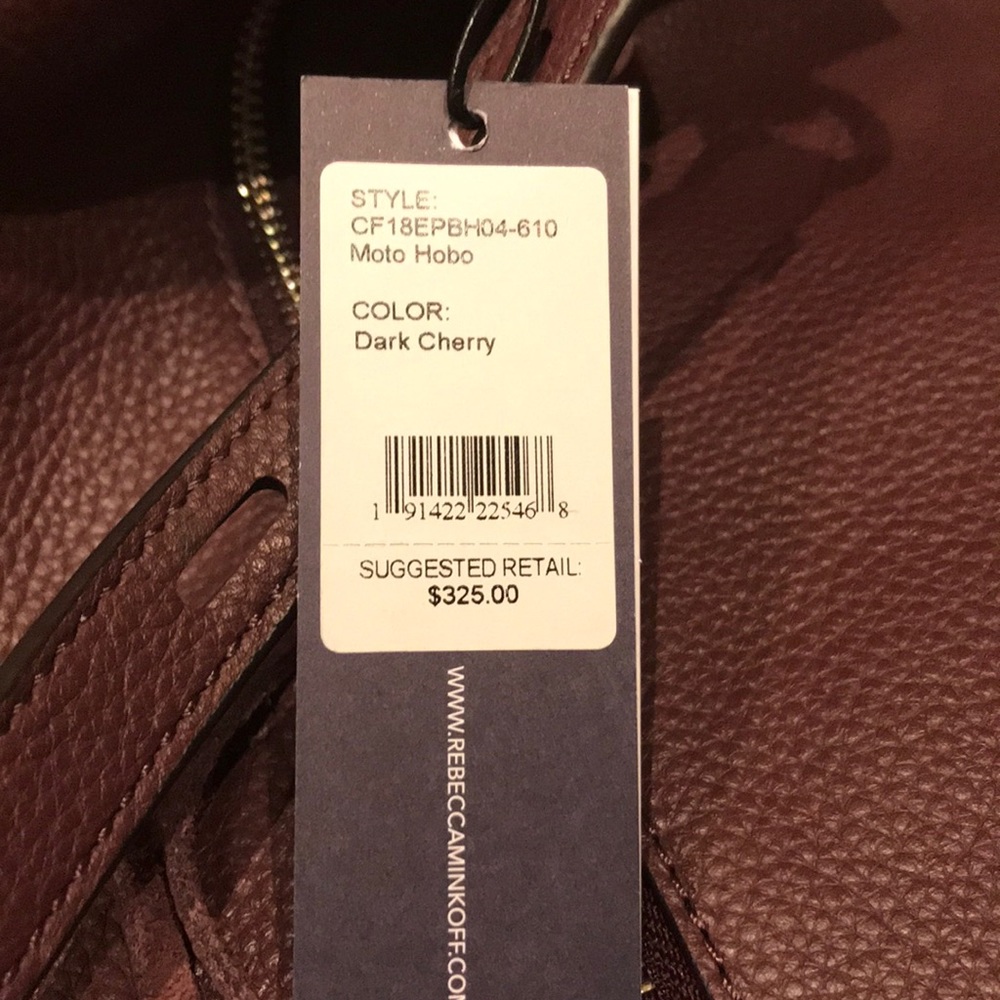 STYLE:
CF18EPBH04-610
Moto Hobo
COLOR:
Dark Cherry
1 91422 22546 8
SUGGESTED RETAIL:
$325.00
WWW.REBECCAMINKOFF.COM